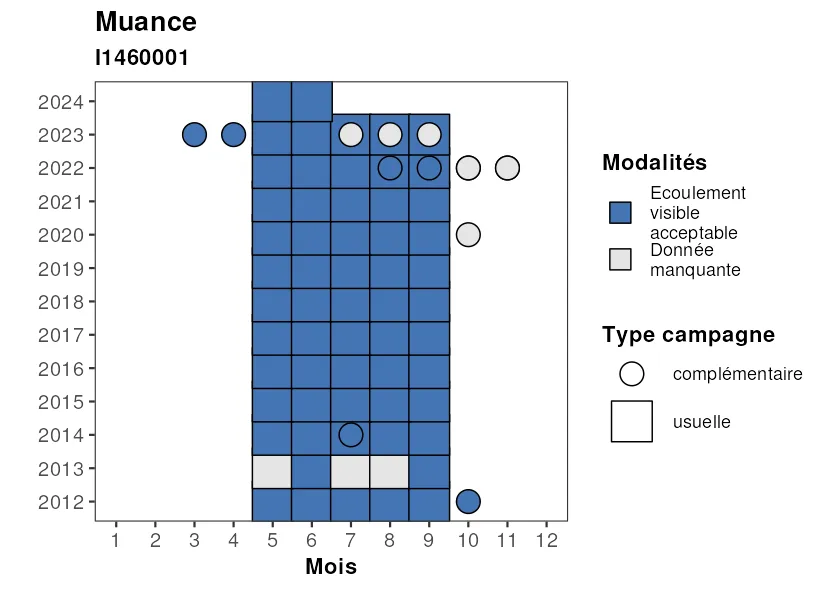 Muance
I1460001
2024
2023
2022
2021
2020
2019
2018
2017
2016
2015
2014
2013
2012
1 2 3 4 5 6 7 8 9 10 11 12
Mois
Modalités
Ecoulement
visible
acceptable
Donnée
manquante
Type campagne
complémentaire
usuelle